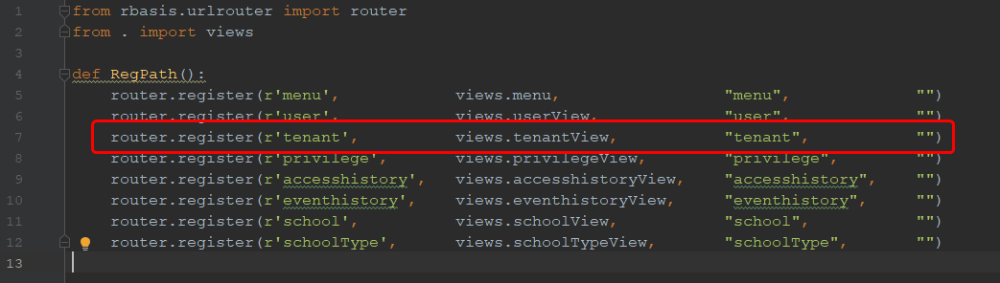 1 from rbasis.urlrouter import router
2 from . import views
3
4 def RegPath():
5     router.register(r'menu',            views.menu,                 "menu",             "")
6     router.register(r'user',            views.userView,             "user",             "")
7     router.register(r'tenant',          views.tenantView,           "tenant",           "")
8     router.register(r'privilege',       views.privilegeView,        "privilege",        "")
9     router.register(r'accesshistory',   views.accesshistoryView,    "accesshistory",    "")
10     router.register(r'eventhistory',    views.eventhistoryView,     "eventhistory",     "")
11     router.register(r'school',          views.schoolView,           "school",           "")
12     router.register(r'schoolType',      views.schoolTypeView,       "schoolType",       "")
13